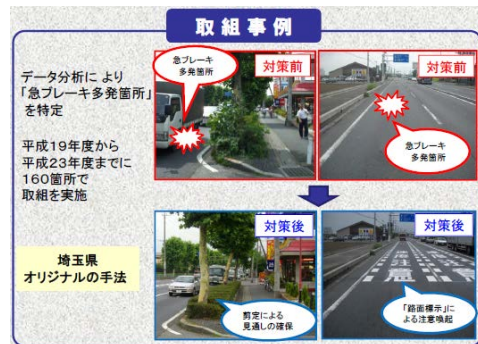 取組事例
データ分析により
「急ブレーキ多発箇所」
を特定
平成19年度から
平成23年度までに
160箇所で
取組を実施
埼玉県
オリジナルの手法
急ブレーキ
多発箇所
対策前
対策前
急ブレーキ
多発箇所
対策後
剪定による
見通しの確保
対策後
「路面標示」に
よる注意喚起